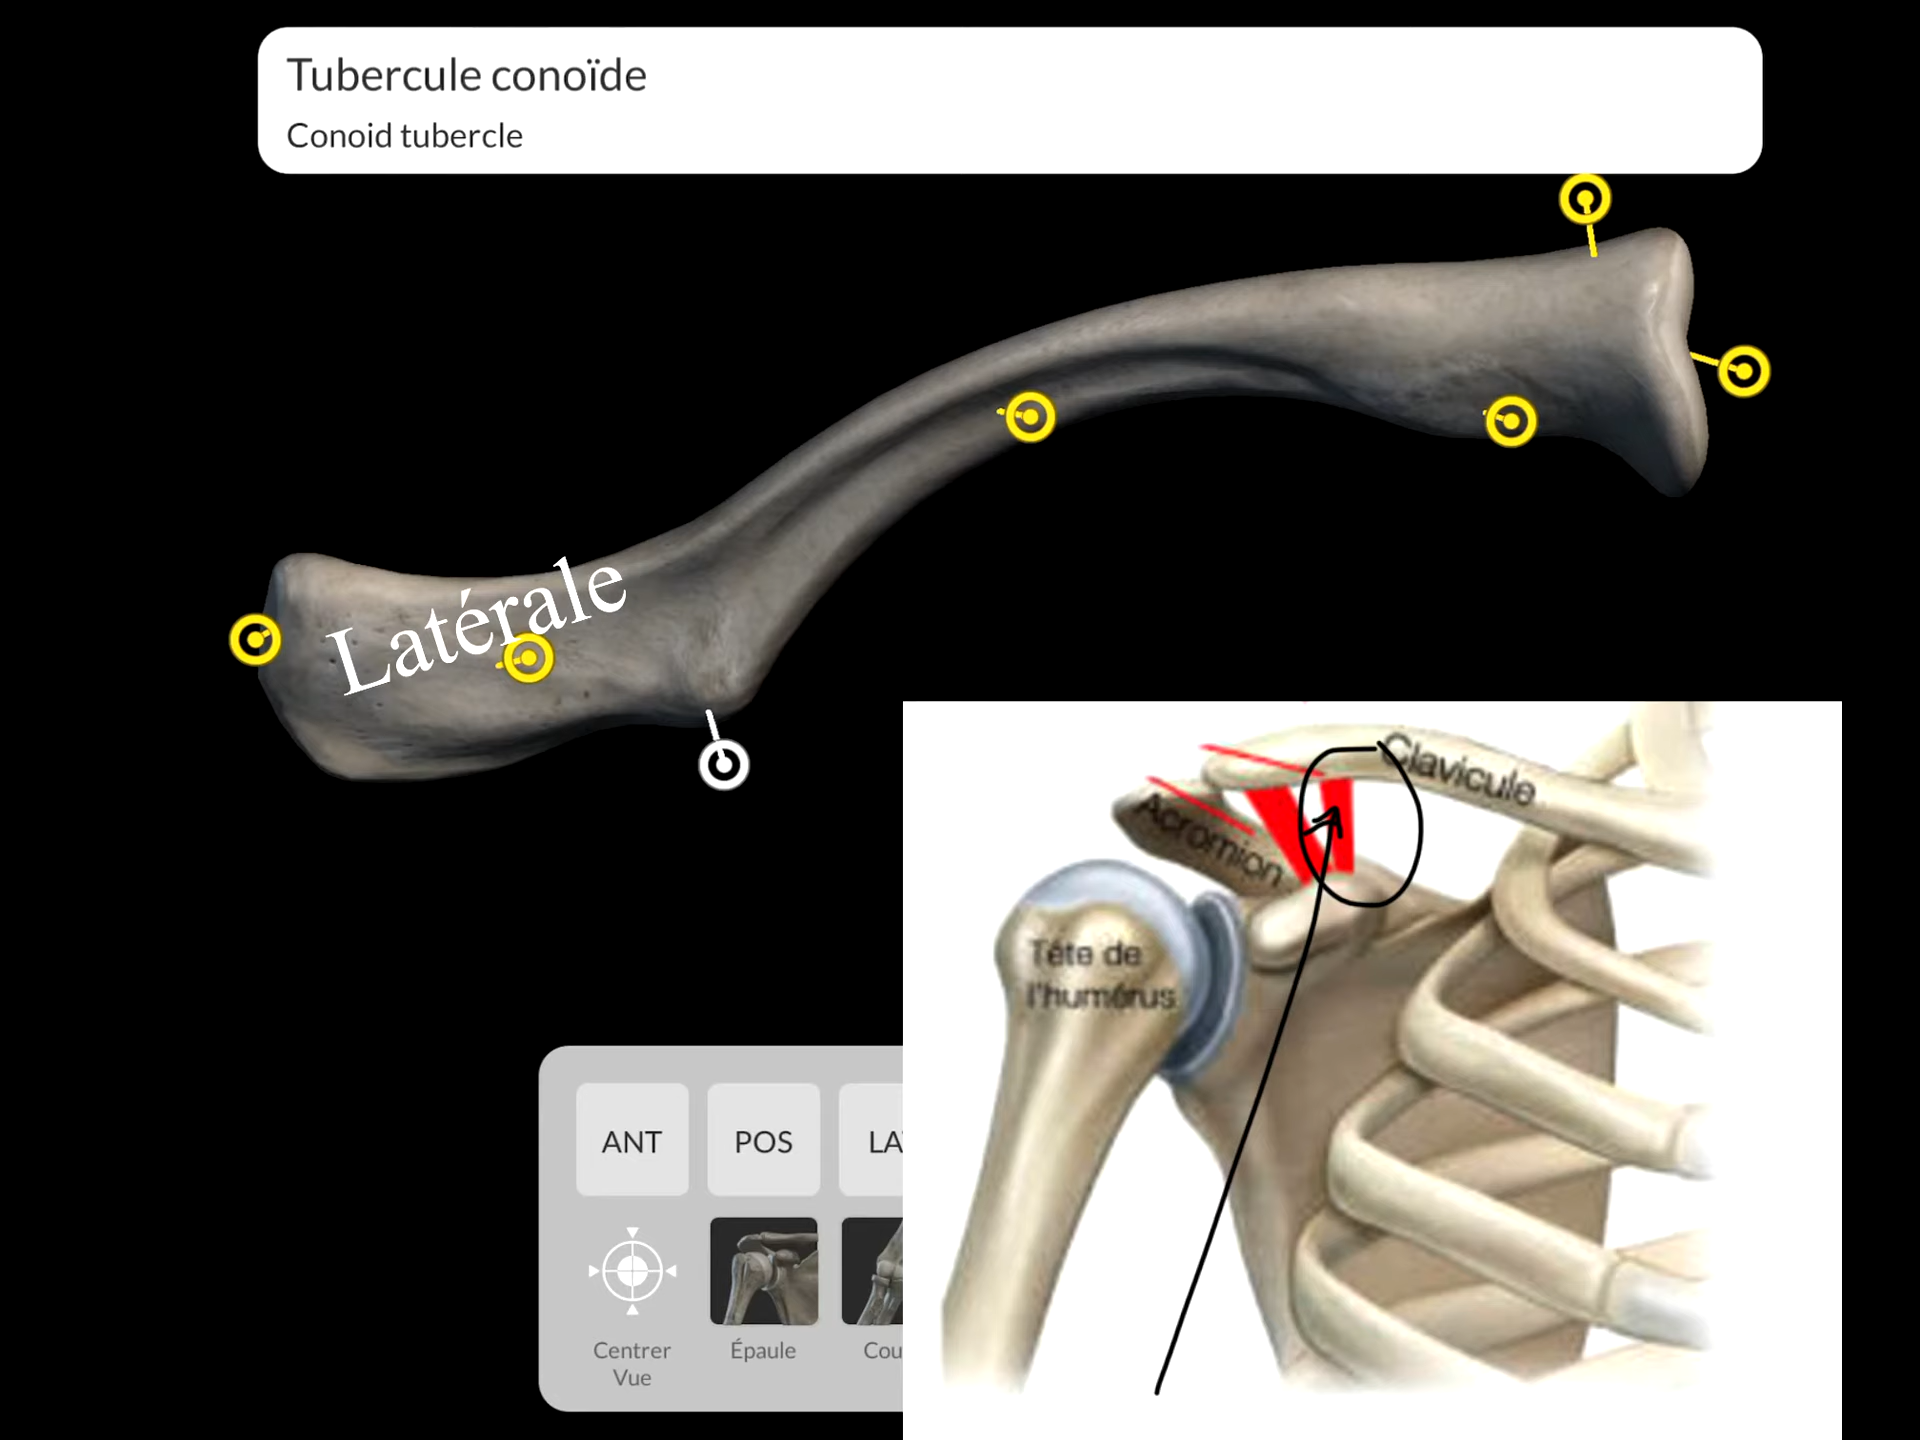 Tubercule conoïde
Conoid tubercle
Latérale
Clavicule
Acromion
Tête de
l'humérus
ANT
POS
Centrer
Vue
Épaule